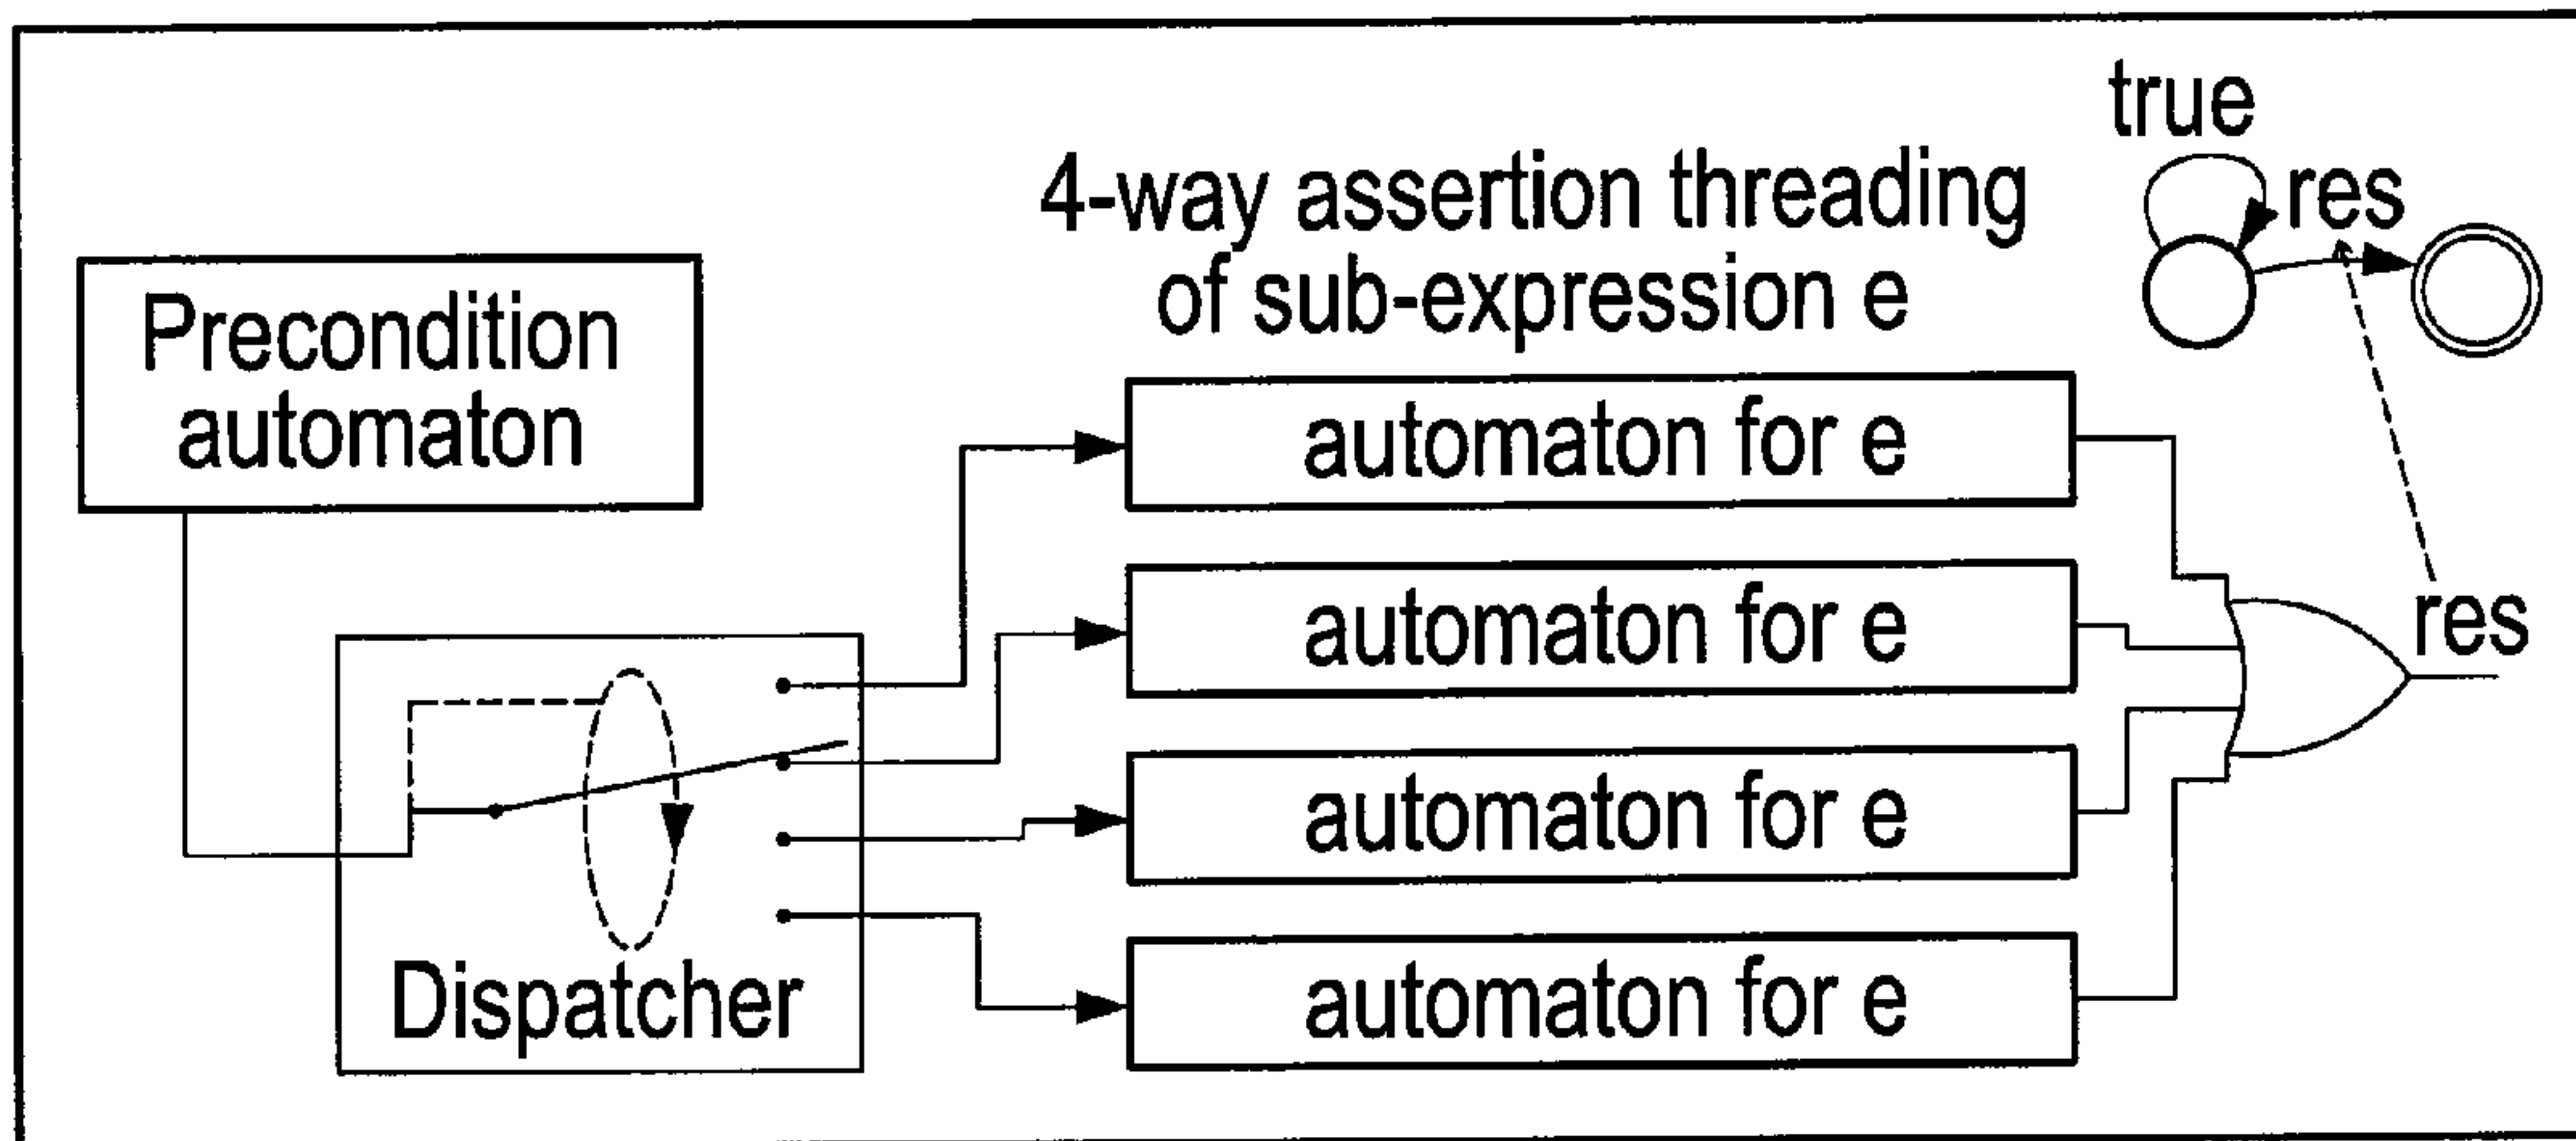 true
4-way assertion threading
of sub-expression e
res
Precondition
automaton
automaton for e
automaton for e
res
automaton for e
automaton for e
Dispatcher